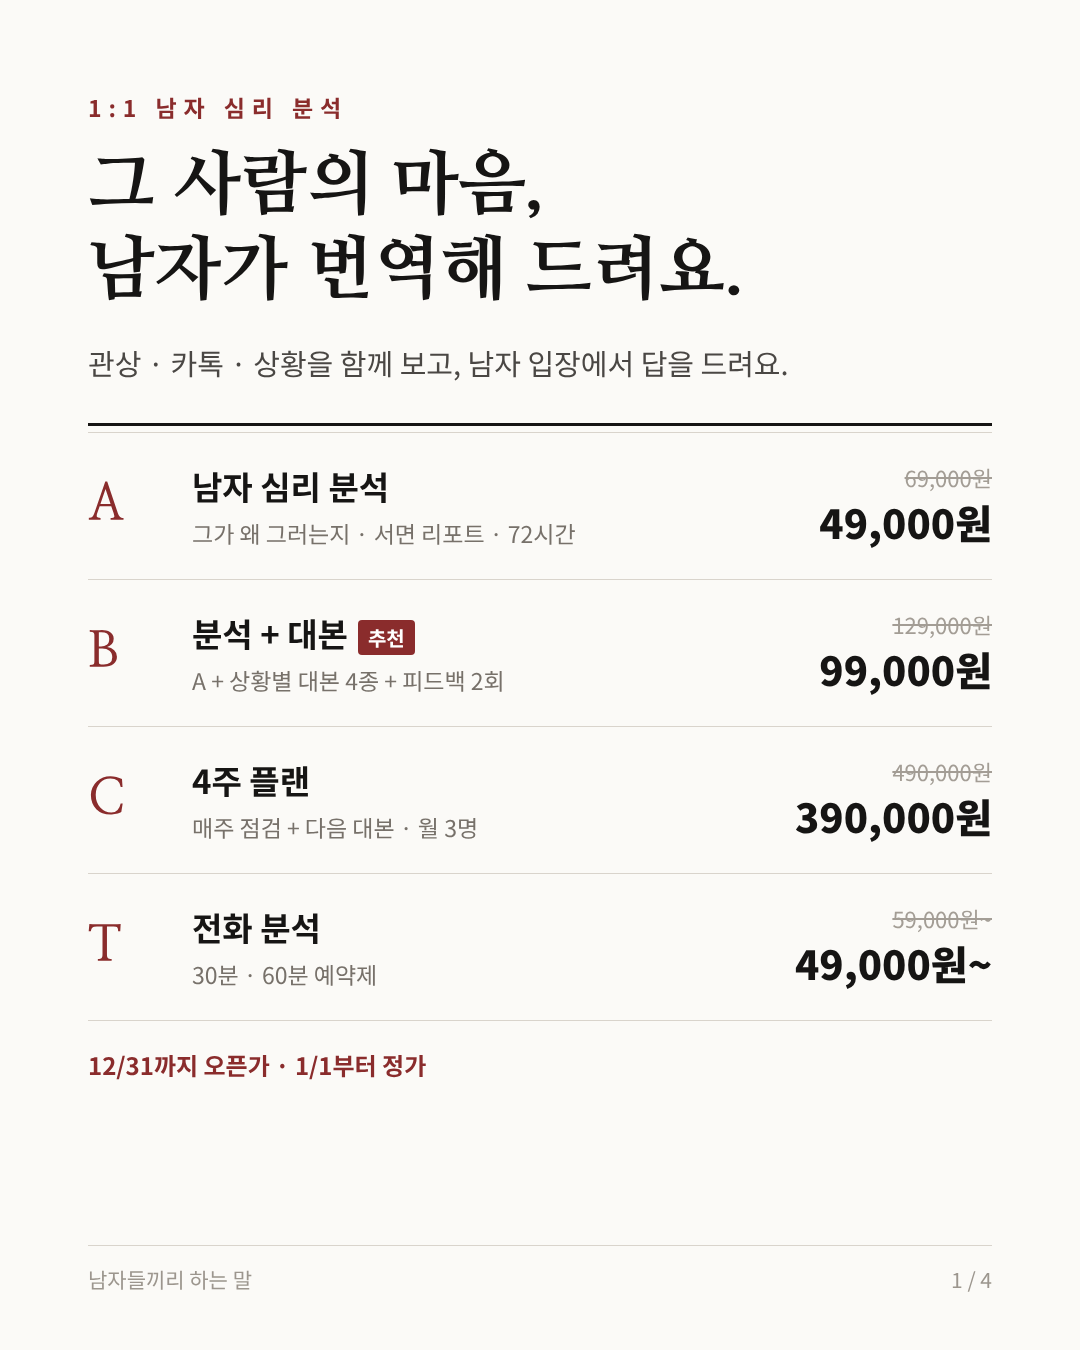 1:1 남자 심리 분석
그 사람의 마음,
남자가 번역해 드려요.
관상 · 카톡 · 상황을 함께 보고, 남자 입장에서 답을 드려요.
A
남자 심리 분석
그가 왜 그러는지 · 서면 리포트 · 72시간
69,000원
49,000원
B
분석 + 대본 추천
A + 상황별 대본 4종 + 피드백 2회
129,000원
99,000원
C
4주 플랜
매주 점검 + 다음 대본 · 월 3명
490,000원
390,000원
T
전화 분석
30분 · 60분 예약제
59,000원~
49,000원~
12/31까지 오픈가 · 1/1부터 정가
남자들끼리 하는 말
1 / 4